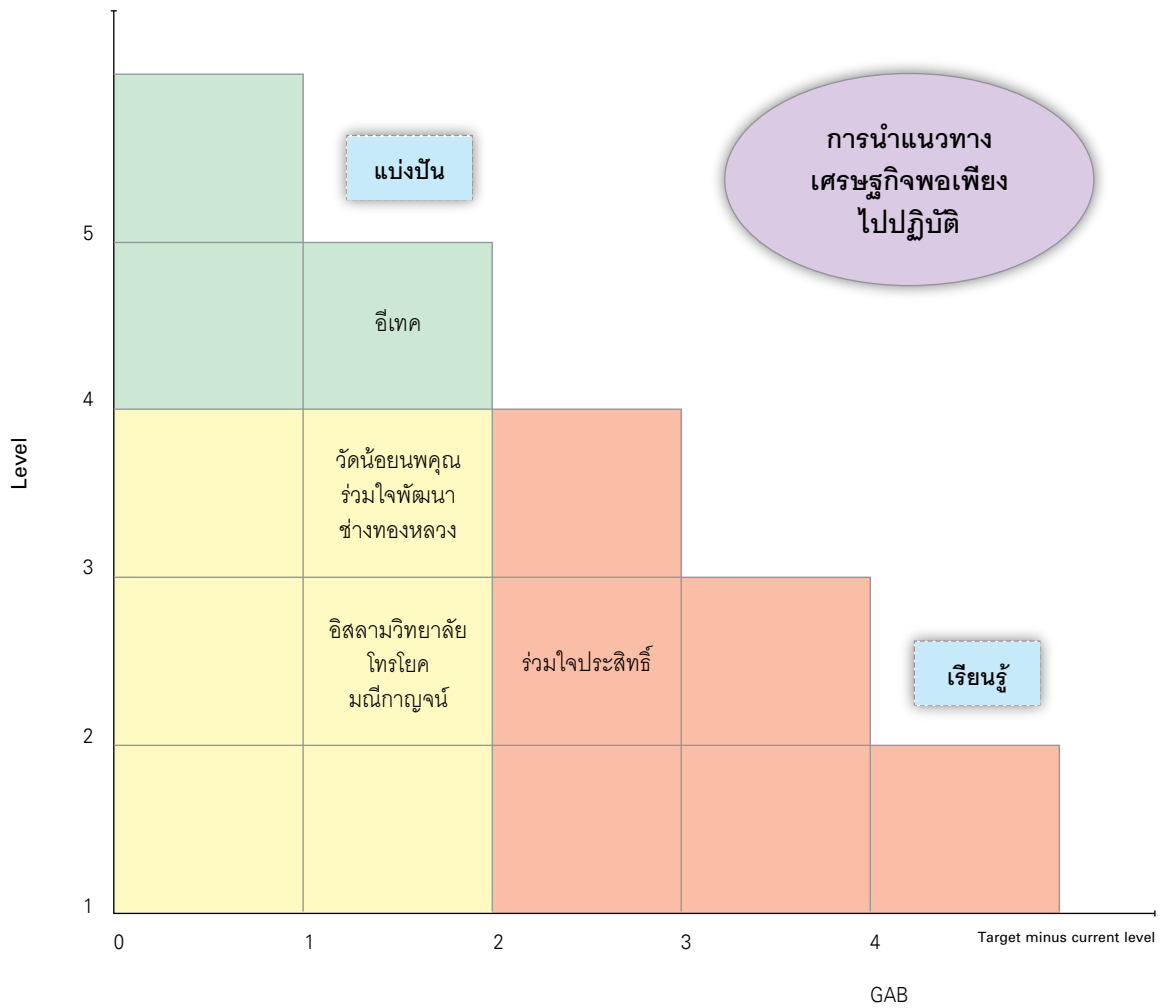 การนำแนวทาง
เศรษฐกิจพอเพียง
ไปปฏิบัติ
แบ่งปัน
5
อีเทค
4
Level
วัดน้อยนพคุณ
ร่วมใจพัฒนา
ช่างทองหลวง
3
อิสลามวิทยาลัย
โทรโยค
มณีกาญจน์
ร่วมใจประสิทธิ์
เรียนรู้
2
1
0
1
2
3
4
Target minus current level
GAB